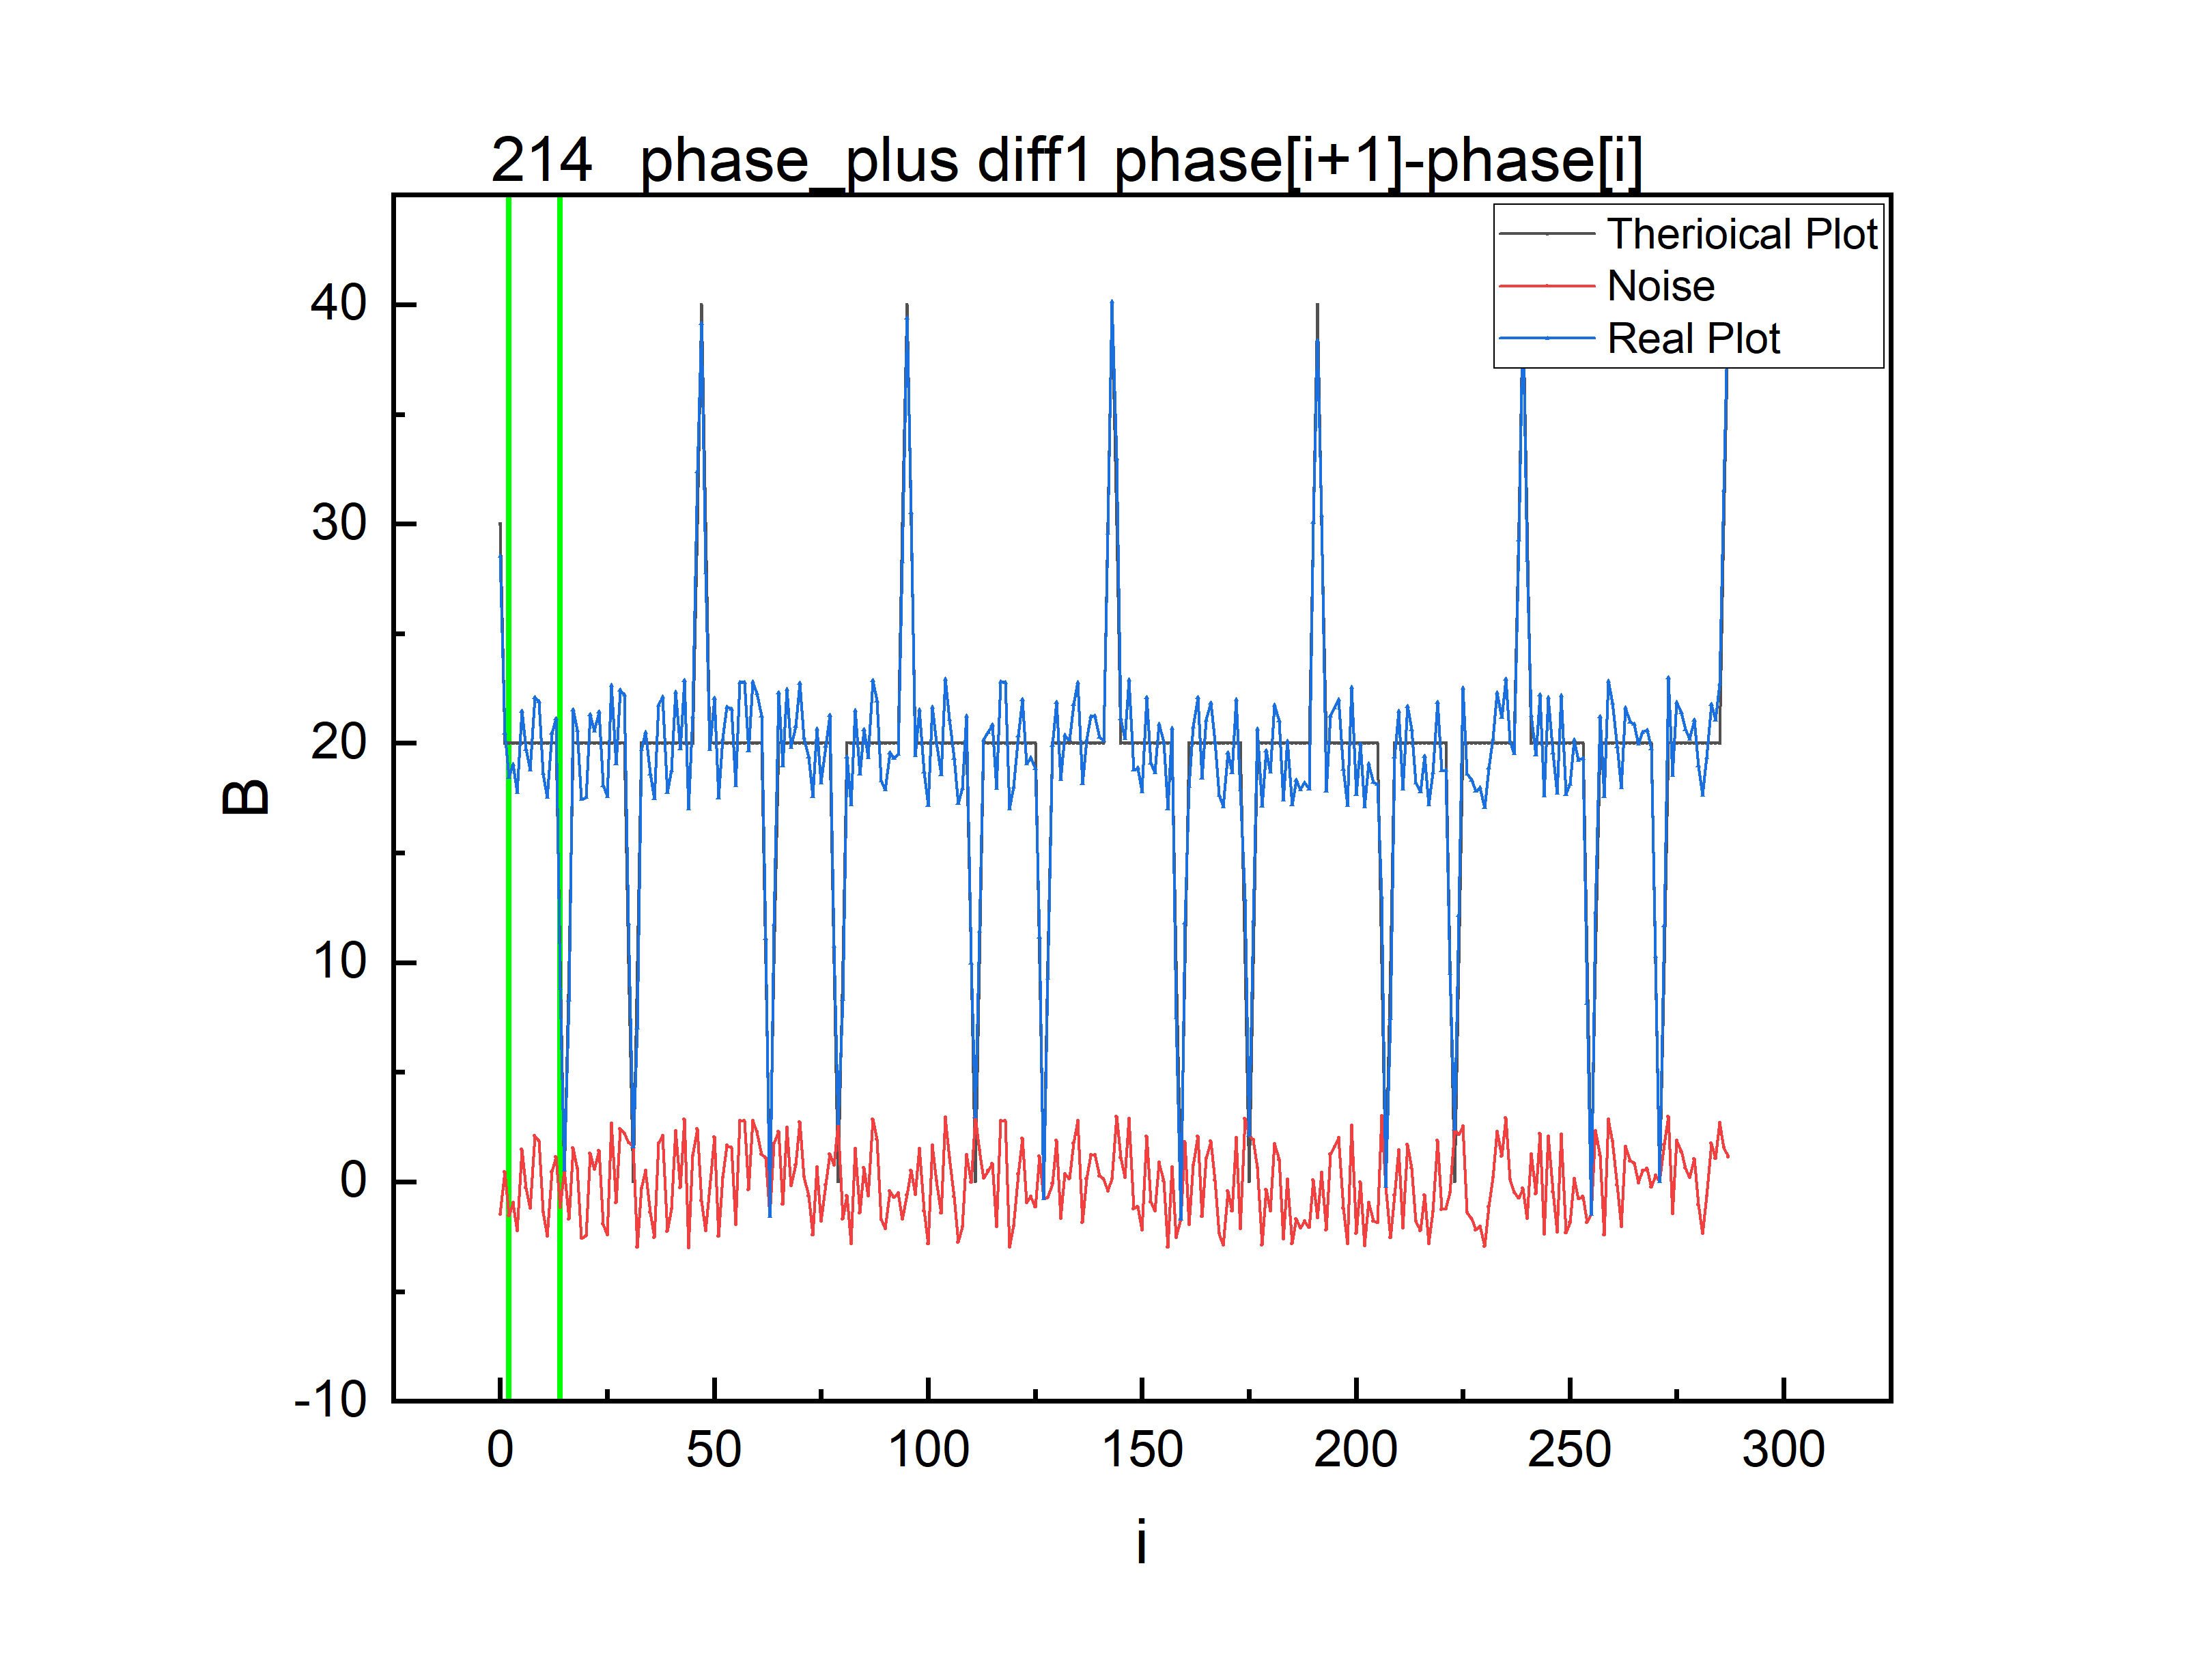 214 phase_plus diff1 phase[i+1]-phase[i]
Therioical Plot
Noise
Real Plot
40
30
20
10
0
-10
B
0 50 100 150 200 250 300
i